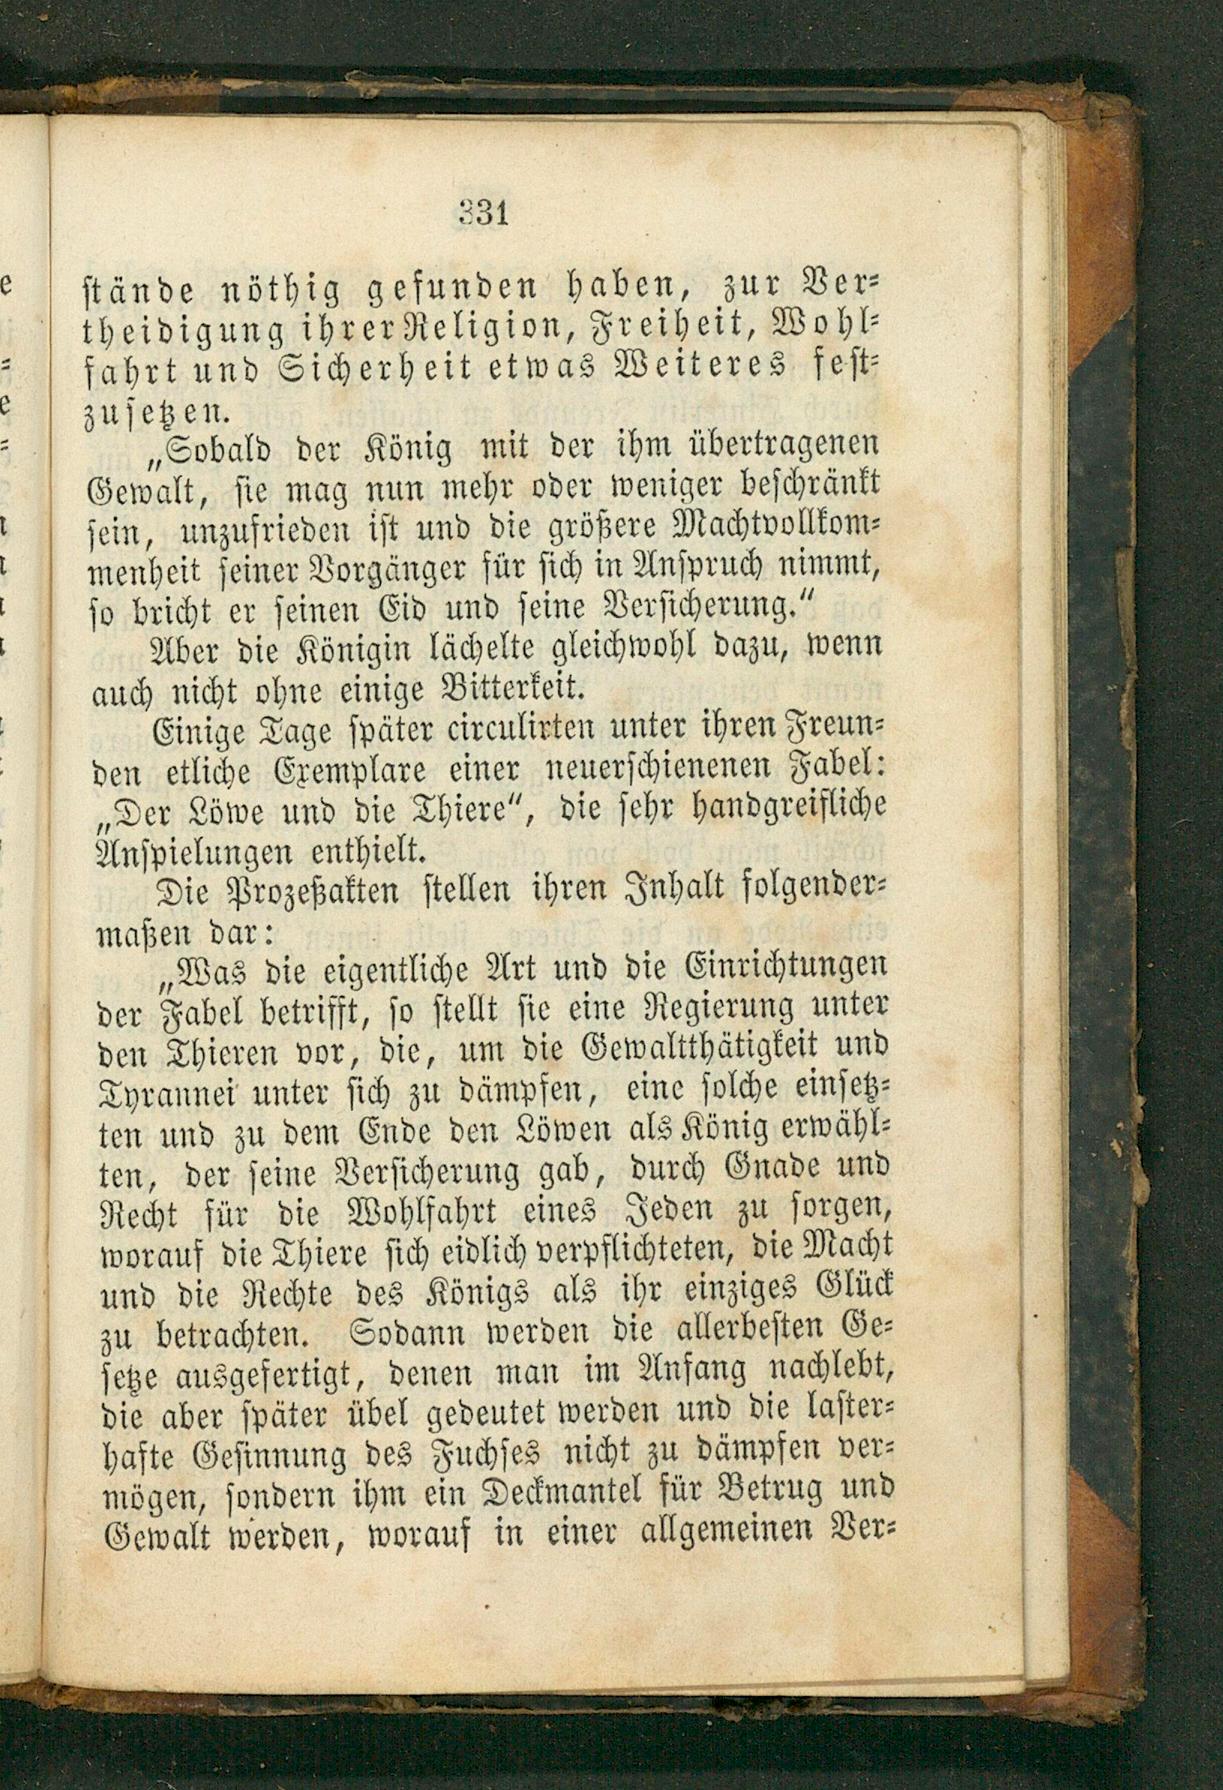 331
stände nöthig gefunden haben, zur Ver-
theidigung ihrer Religion, Freiheit, Wohl-
fahrt und Sicherheit etwas Weiteres fest-
zusetzen.
„Sobald der König mit der ihm übertragenen
Gewalt, sie mag nun mehr oder weniger beschränkt
sein, unzufrieden ist und die größere Machtvollkom-
menheit seiner Vorgänger für sich in Anspruch nimmt,
so bricht er seinen Eid und seine Versicherung.“
Aber die Königin lächelte gleichwohl dazu, wenn
auch nicht ohne einige Bitterkeit.
Einige Tage später circulirten unter ihren Freun-
den etliche Exemplare einer neuerschienenen Fabel:
„Der Löwe und die Thiere“, die sehr handgreifliche
Anspielungen enthielt.
Die Prozeßakten stellen ihren Inhalt folgender-
maßen dar:
„Was die eigentliche Art und die Einrichtungen
der Fabel betrifft, so stellt sie eine Regierung unter
den Thieren vor, die, um die Gewaltthätigkeit und
Tyrannei unter sich zu dämpfen, eine solche einsetz-
ten und zu dem Ende den Löwen als König erwähl-
ten, der seine Versicherung gab, durch Gnade und
Recht für die Wohlfahrt eines Jeden zu sorgen,
worauf die Thiere sich eidlich verpflichteten, die Macht
und die Rechte des Königs als ihr einziges Glück
zu betrachten. Sodann werden die allerbesten Ge-
setze ausgefertigt, denen man im Anfang nachlebt,
die aber später übel gedeutet werden und die laster-
hafte Gesinnung des Fuchses nicht zu dämpfen ver-
mögen, sondern ihm ein Deckmantel für Betrug und
Gewalt werden, worauf in einer allgemeinen Ver-